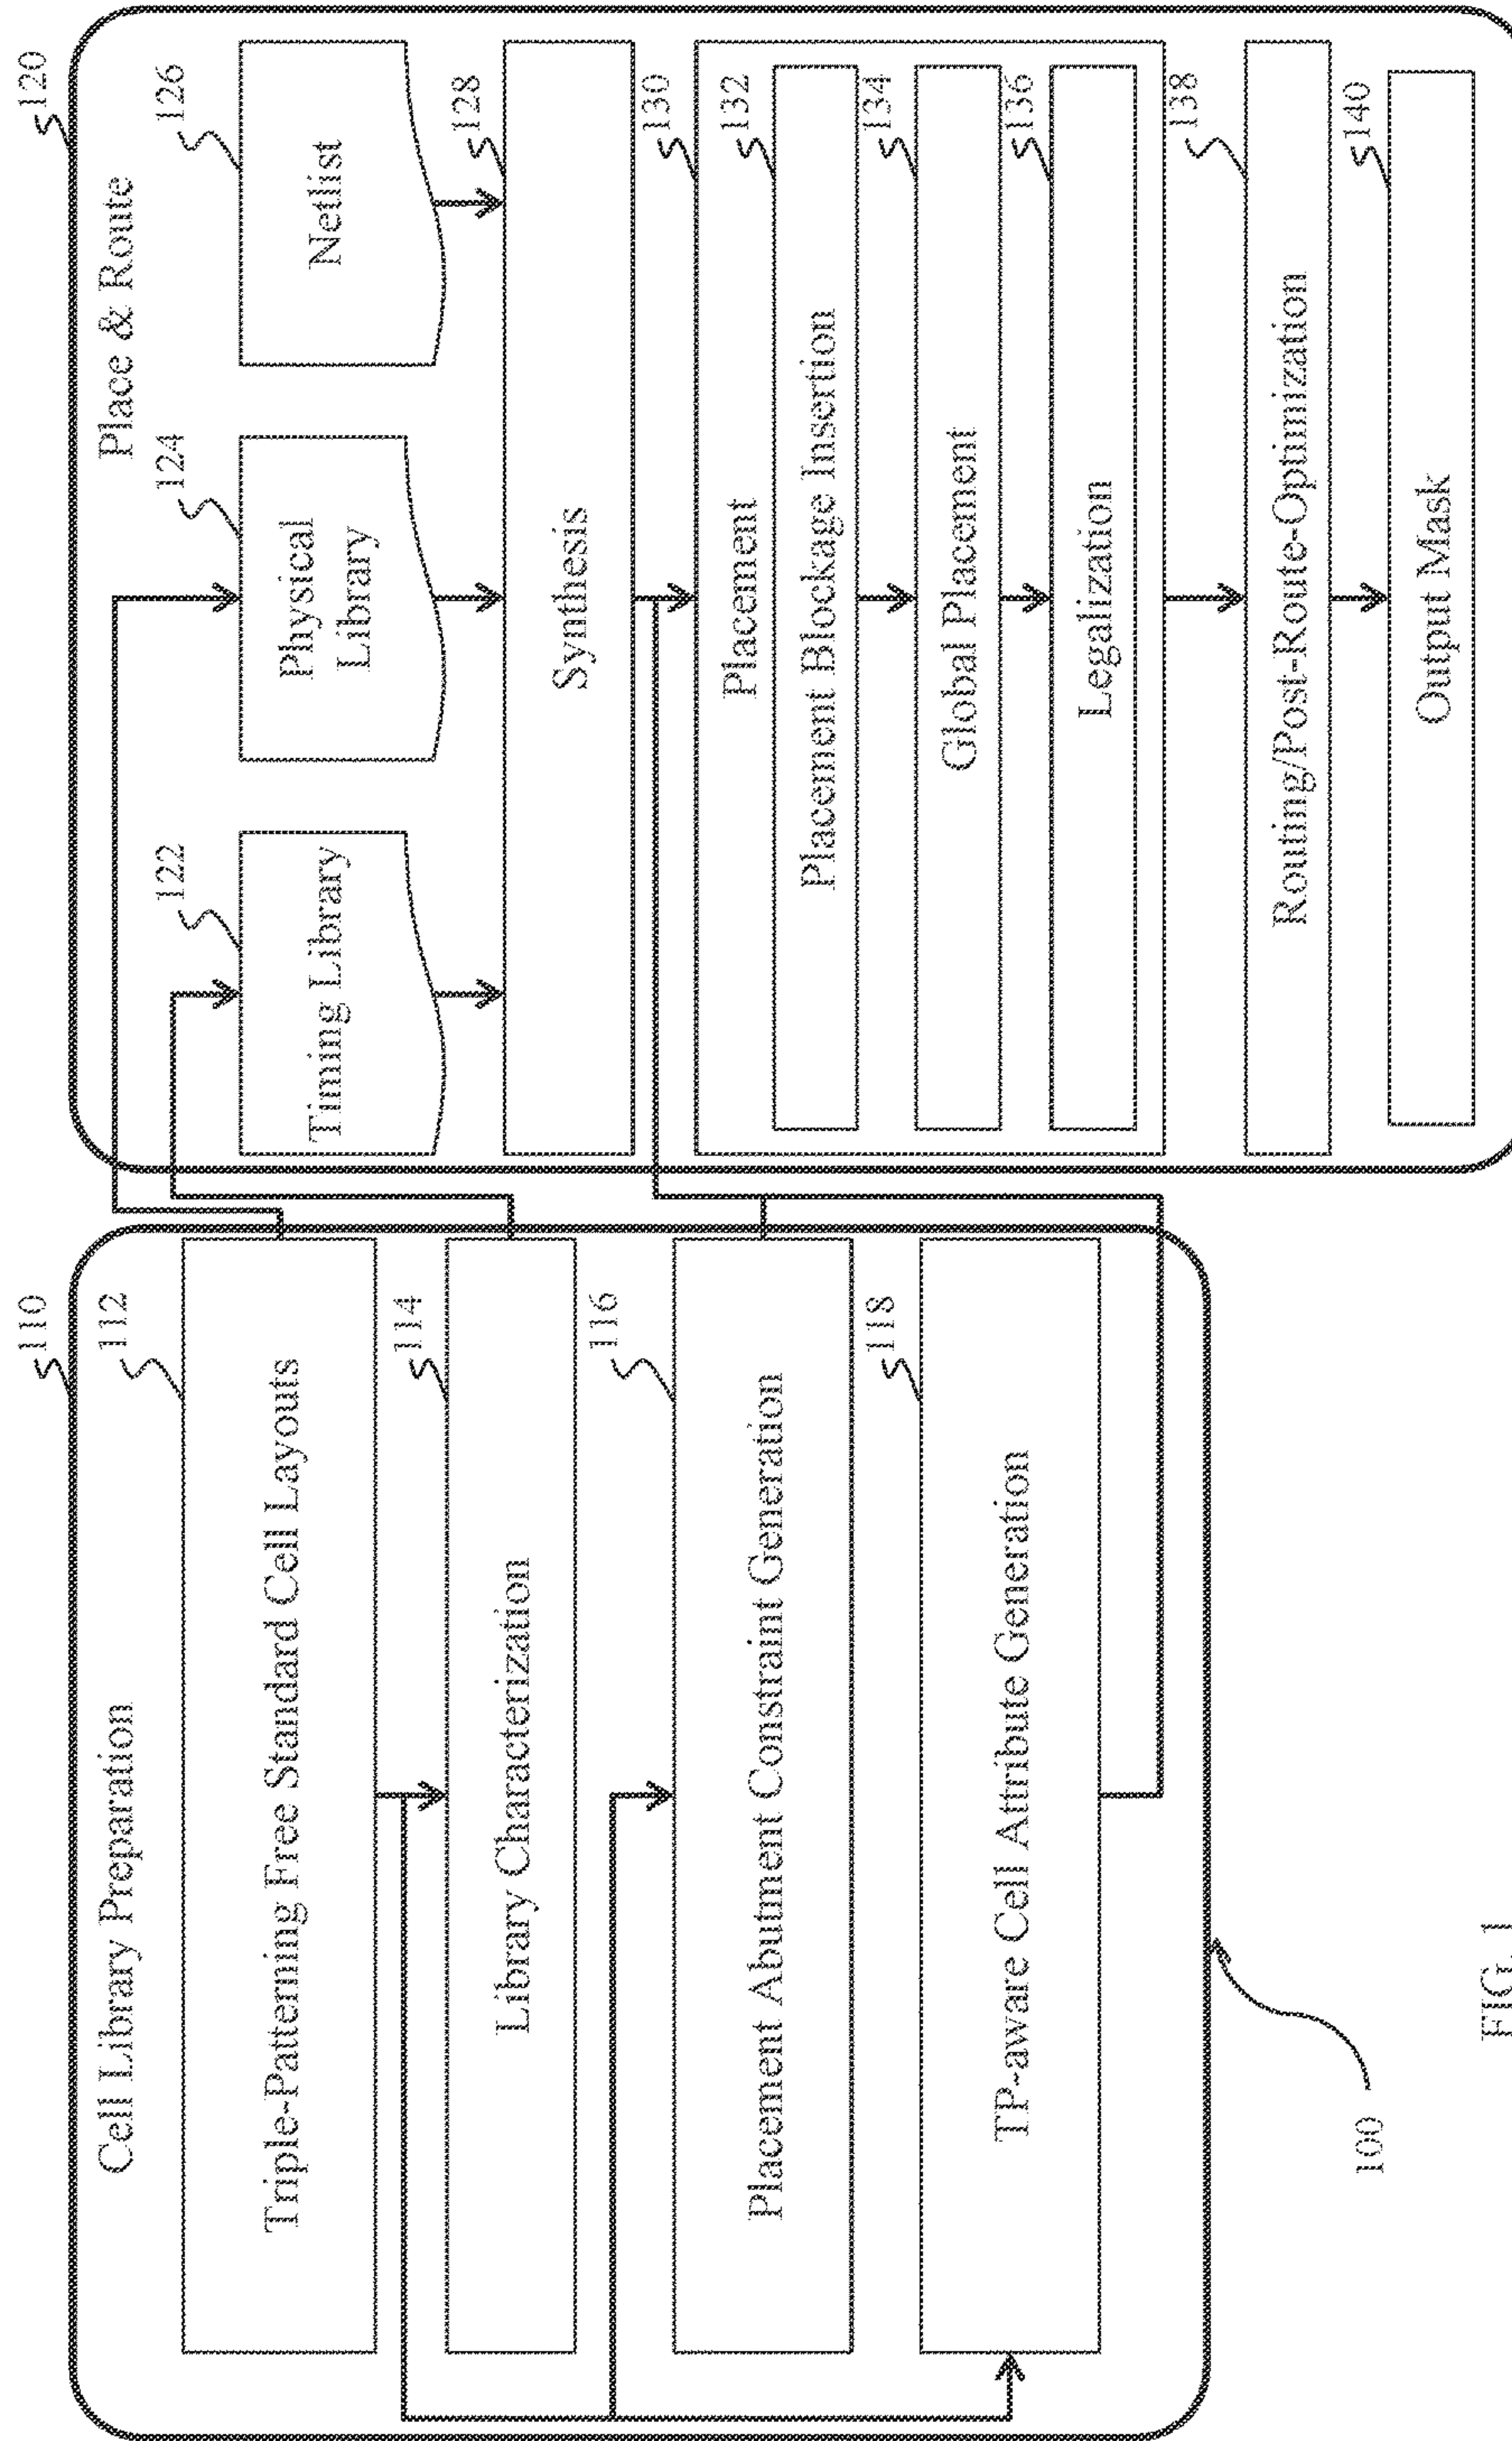 110
Cell Library Preparation
112
Triple-Patterning Free Standard Cell Layouts
114
Library Characterization
116
Placement Abutment Constraint Generation
118
TP-aware Cell Attribute Generation
120
Place & Route
122
Timing Library
124
Physical
Library
126
Netlist
128
Synthesis
130
Placement
132
Placement Blockage Insertion
134
Global Placement
136
Legalization
138
Routing/Post-Route-Optimization
140
Output Mask
100
FIG. 1